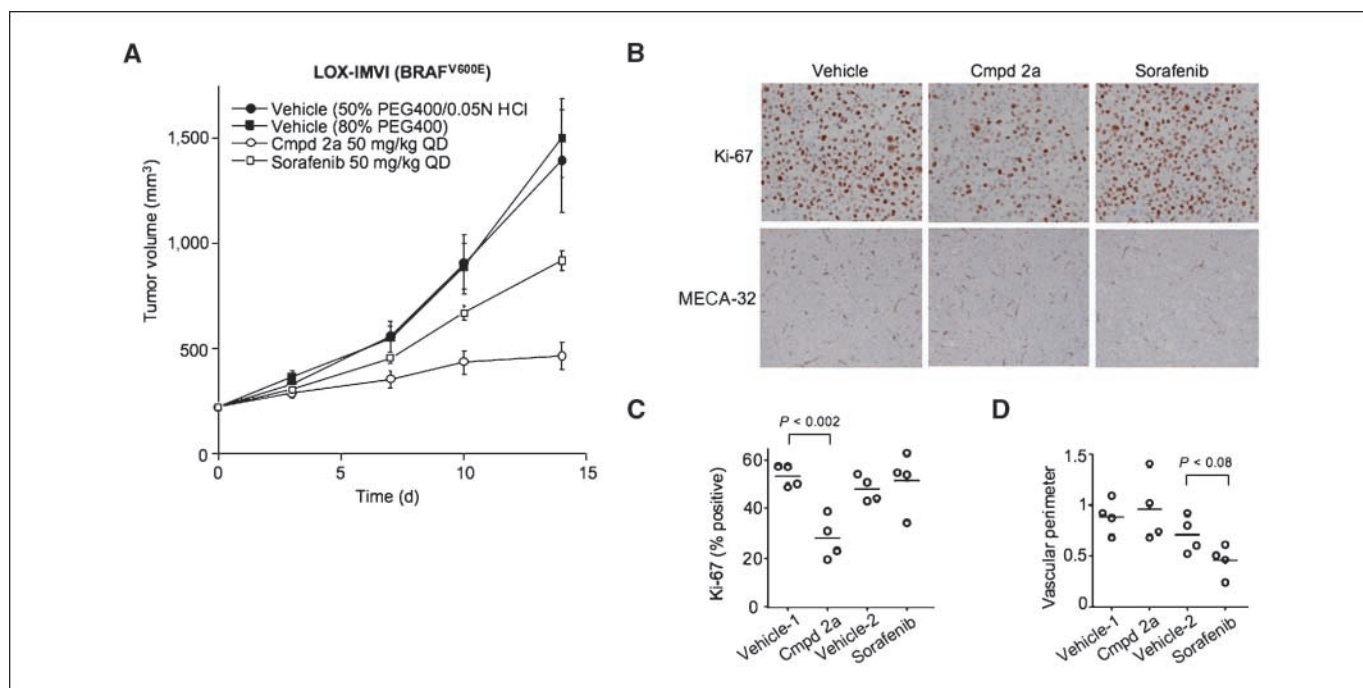 A
LOX-IMVI (BRAFV600E)
Vehicle (50% PEG400/0.05N HCl
Vehicle (80% PEG400)
Cmpd 2a 50 mg/kg QD
Sorafenib 50 mg/kg QD
Tumor volume (mm3)
1,500
1,000
500
0
0
5
10
15
Time (d)
B
Vehicle
Cmpd 2a
Sorafenib
Ki-67
MECA-32
C
P < 0.002
Ki-67 (% positive)
60
40
20
0
Vehicle-1
Cmpd 2a
Vehicle-2
Sorafenib
D
P < 0.08
Vascular perimeter
1.5
1
0.5
0
Vehicle-1
Cmpd 2a
Vehicle-2
Sorafenib